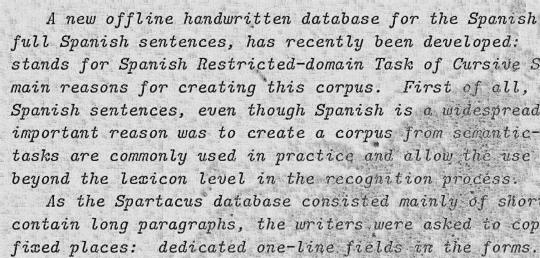 A new offline handwritten database for the Spanish
full Spanish sentences, has recently been developed:
stands for Spanish Restricted-domain Task of Cursive S
main reasons for creating this corpus. First of all,
Spanish sentences, even though Spanish is a widespread
important reason was to create a corpus from semantic-
tasks are commonly used in practice and allow the use
beyond the lexicon level in the recognition process.
As the Spartacus database consisted mainly of short
contain long paragraphs, the writers were asked to cop
fixed places: dedicated one-line fields in the forms.